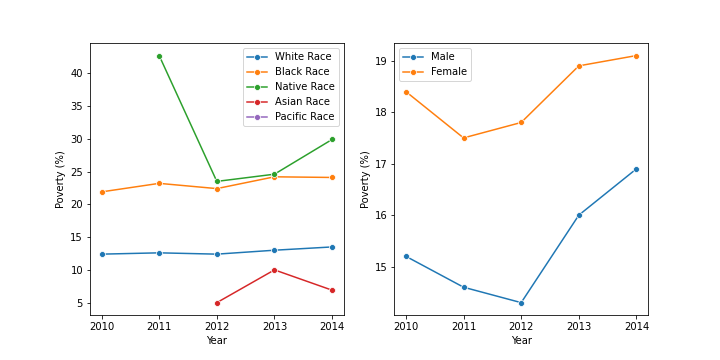 White Race
Black Race
Native Race
Asian Race
Pacific Race
40
35
30
25
20
15
10
5
Poverty (%)
2010 2011 2012 2013 2014
Year
Male
Female
19
18
17
16
15
Poverty (%)
2010 2011 2012 2013 2014
Year